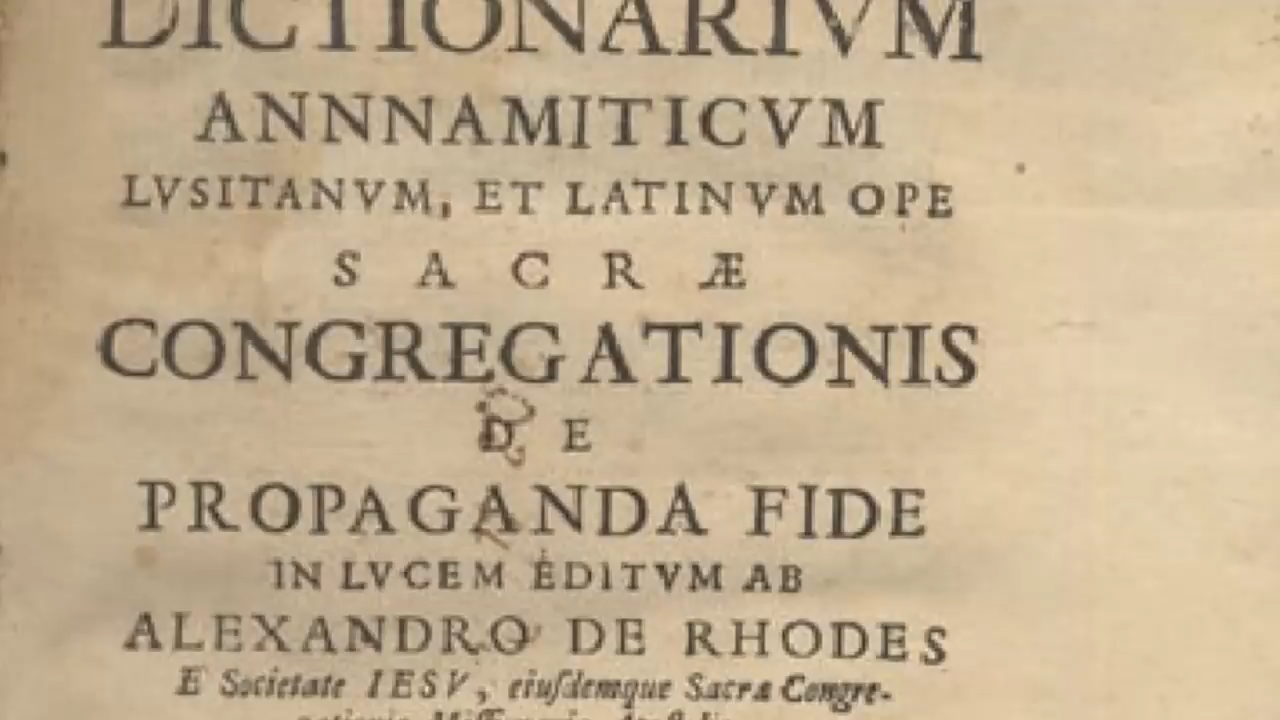 DICTIONARIVM
ANNNAMITICVM
LVSITANVM, ET LATINVM OPE
SACRÆ
CONGREGATIONIS
DE
PROPAGANDA FIDE
IN LVCEM EDITVM AB
ALEXANDRO DE RHODES
E Societate IESV, eiuſdemque Sacræ Congre-